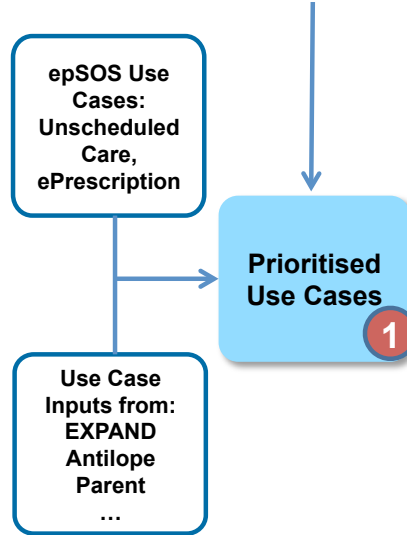 epSOS Use
Cases:
Unscheduled
Care,
ePrescription
Prioritised
Use Cases
1
Use Case
Inputs from:
EXPAND
Antilope
Parent
…